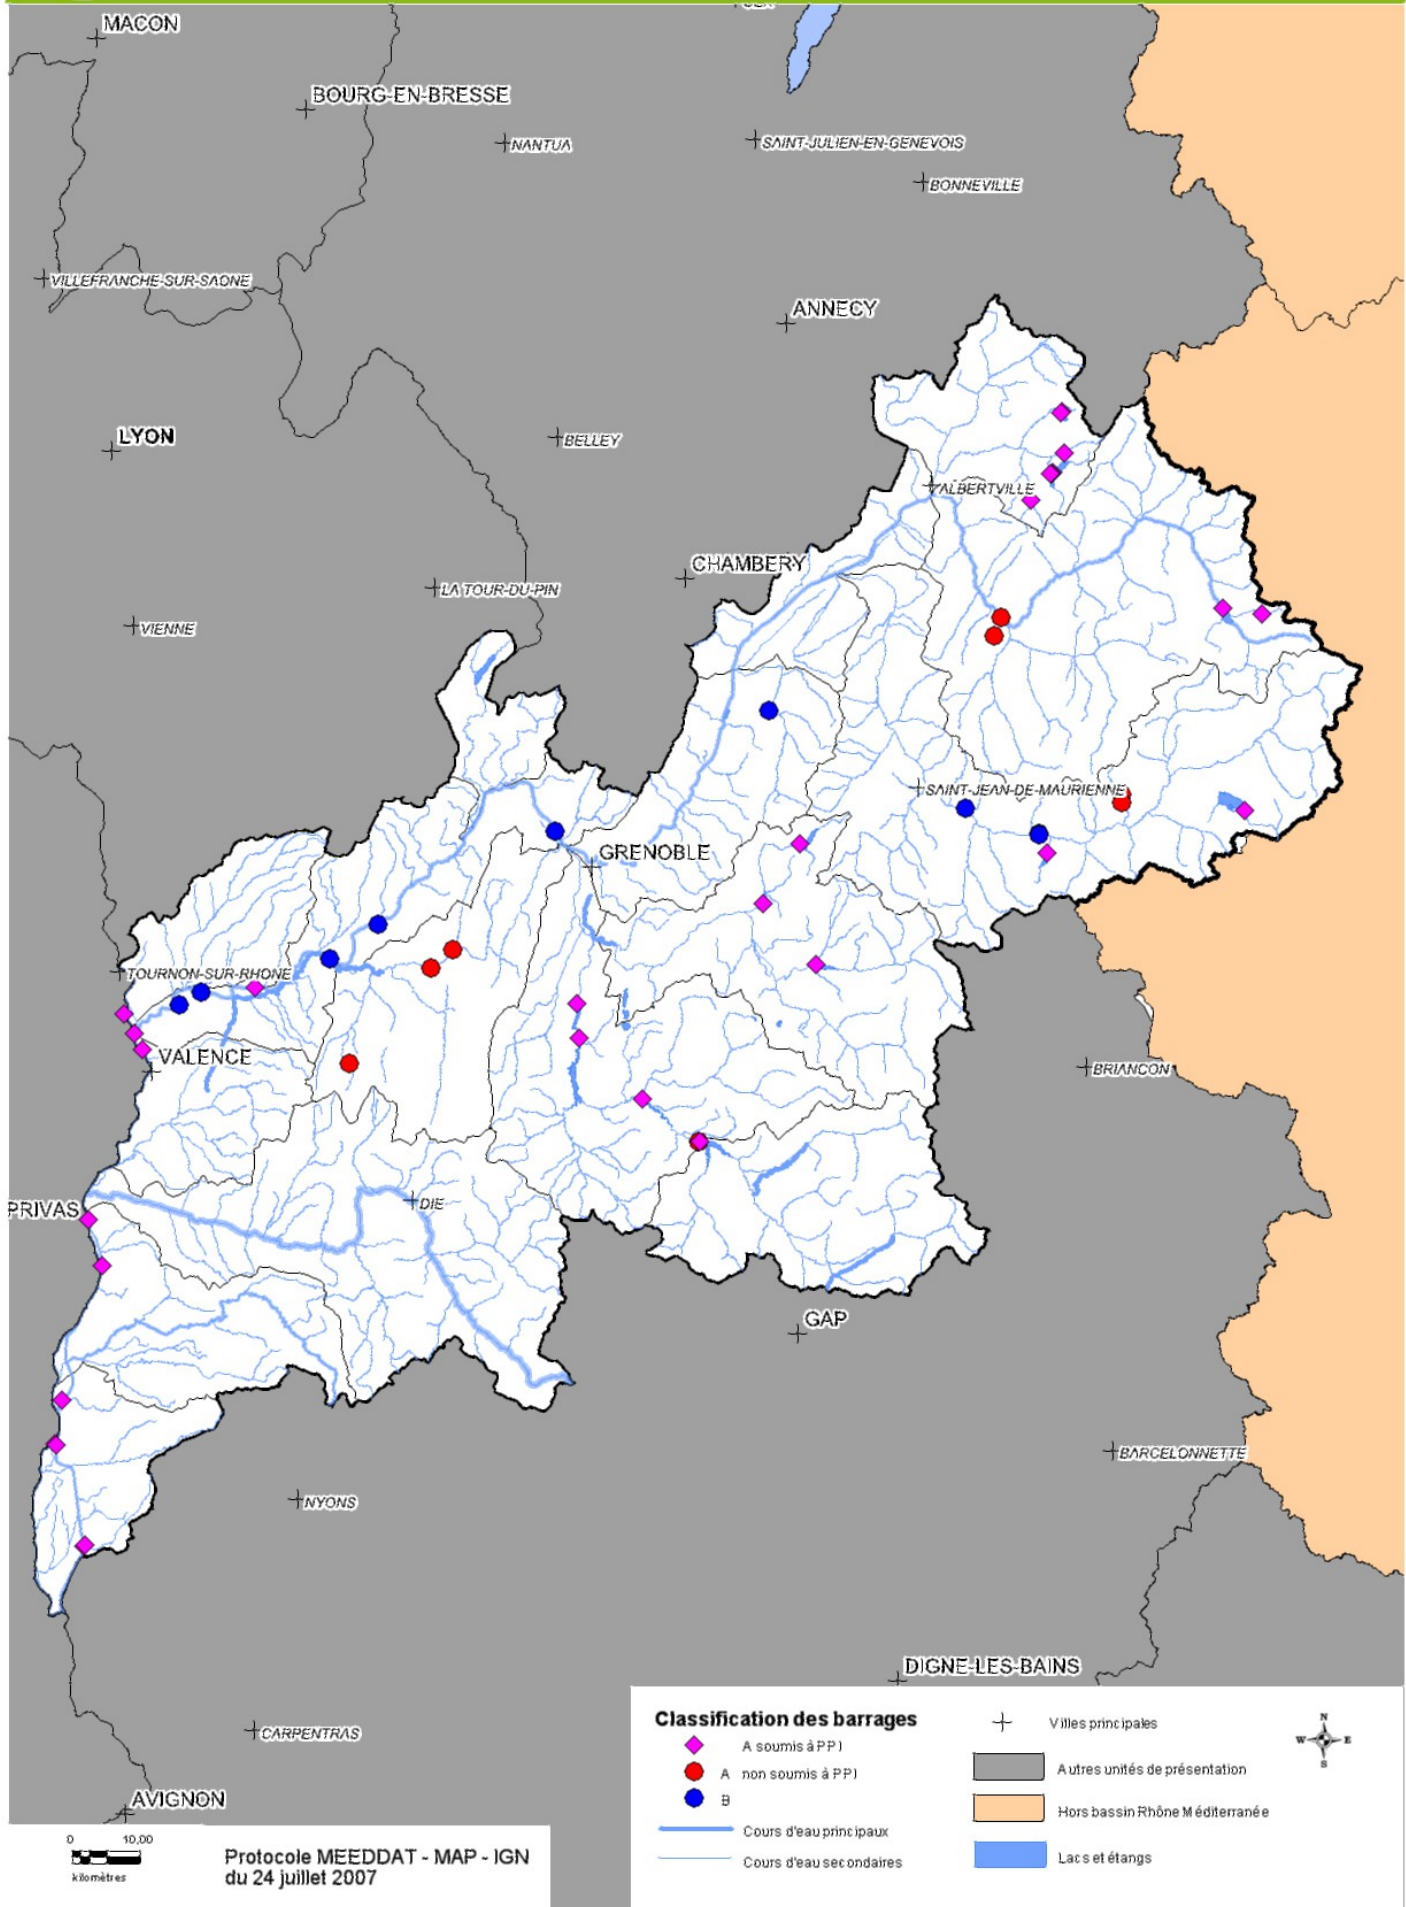 MACON
BOURG-EN-BRESSE
NANTUA
SAINT-JULIEN-EN-GENEVOIS
BONNEVILLE
VILLEFRANCHE-SUR-SAONE
ANNECY
LYON
BELLEY
ALBERTVILLE
CHAMBERY
LA TOUR-DU-PIN
VIENNE
SAINT-JEAN-DE-MAURIENNE
GRENOBLE
TOURNON-SUR-RHONE
VALENCE
BRIANCON
PRIVAS
DIE
GAP
BARCELONNETTE
NYONS
DIGNE-LES-BAINS
CARPENTRAS
AVIGNON
0 10,00
kilomètres
Protocole MEEDDAT - MAP - IGN
du 24 juillet 2007
Classification des barrages
A soumis à PPI
A non soumis à PPI
B
Cours d'eau principaux
Cours d'eau secondaires
Villes principales
Autres unités de présentation
Hors bassin Rhône Méditerranée
Lacs et étangs
N
W E
S